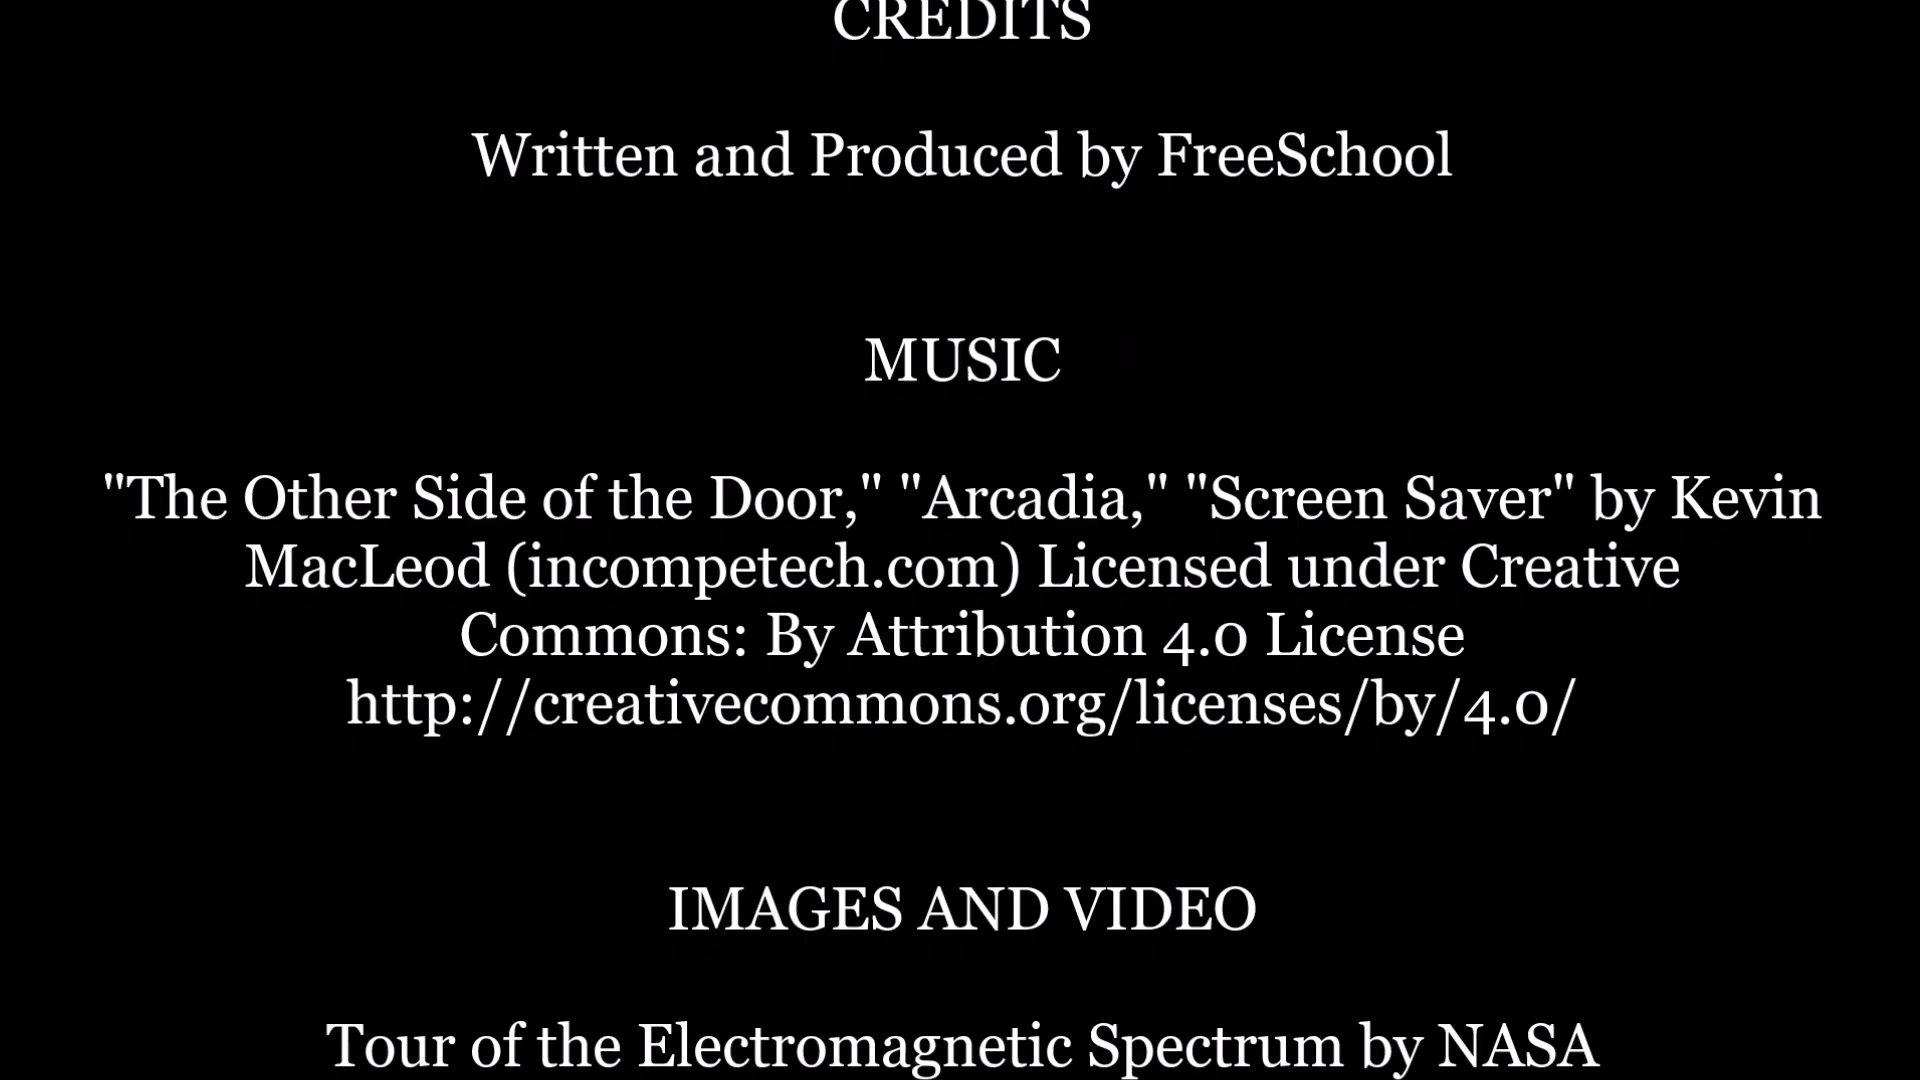 CREDITS
Written and Produced by FreeSchool
MUSIC
"The Other Side of the Door," "Arcadia," "Screen Saver" by Kevin
MacLeod (incompetech.com) Licensed under Creative
Commons: By Attribution 4.0 License
http://creativecommons.org/licenses/by/4.0/
IMAGES AND VIDEO
Tour of the Electromagnetic Spectrum by NASA